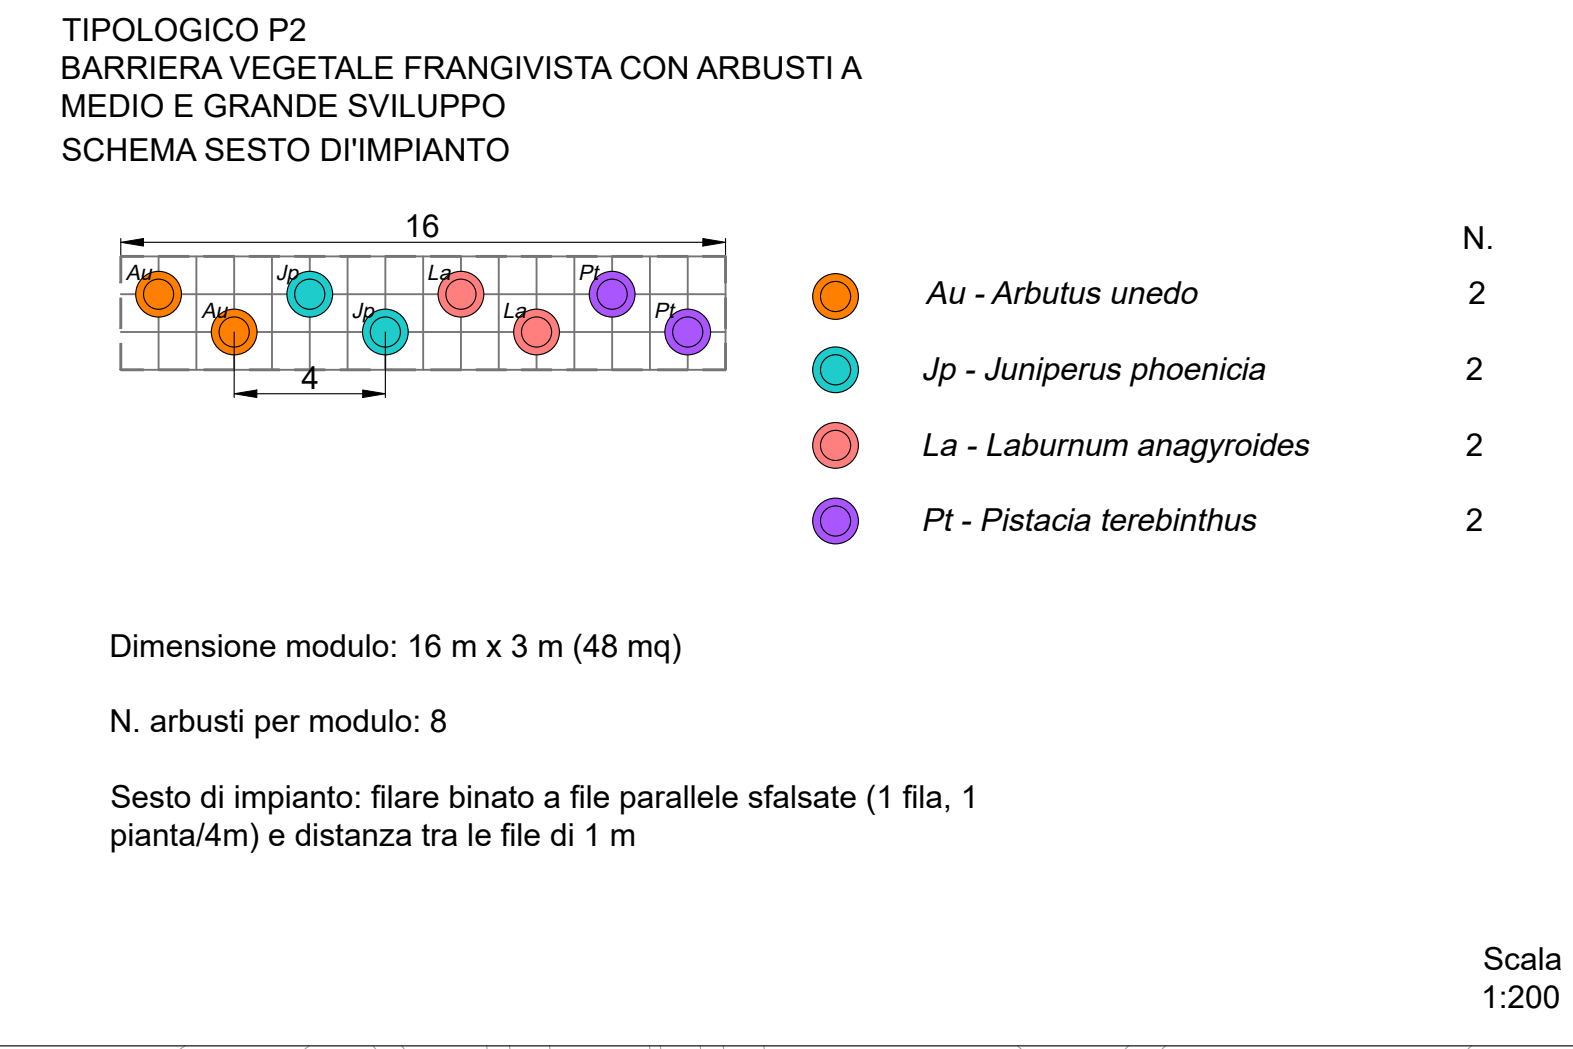 TIPOLOGICO P2
BARRIERA VEGETALE FRANGIVISTA CON ARBUSTI A
MEDIO E GRANDE SVILUPPO
SCHEMA SESTO DI'IMPIANTO
16
Au Jp La Pt
Au Jp La Pt
4
N.
Au - Arbutus unedo 2
Jp - Juniperus phoenicia 2
La - Laburnum anagyroides 2
Pt - Pistacia terebinthus 2
Dimensione modulo: 16 m x 3 m (48 mq)
N. arbusti per modulo: 8
Sesto di impianto: filare binato a file parallele sfalsate (1 fila, 1
pianta/4m) e distanza tra le file di 1 m
Scala
1:200